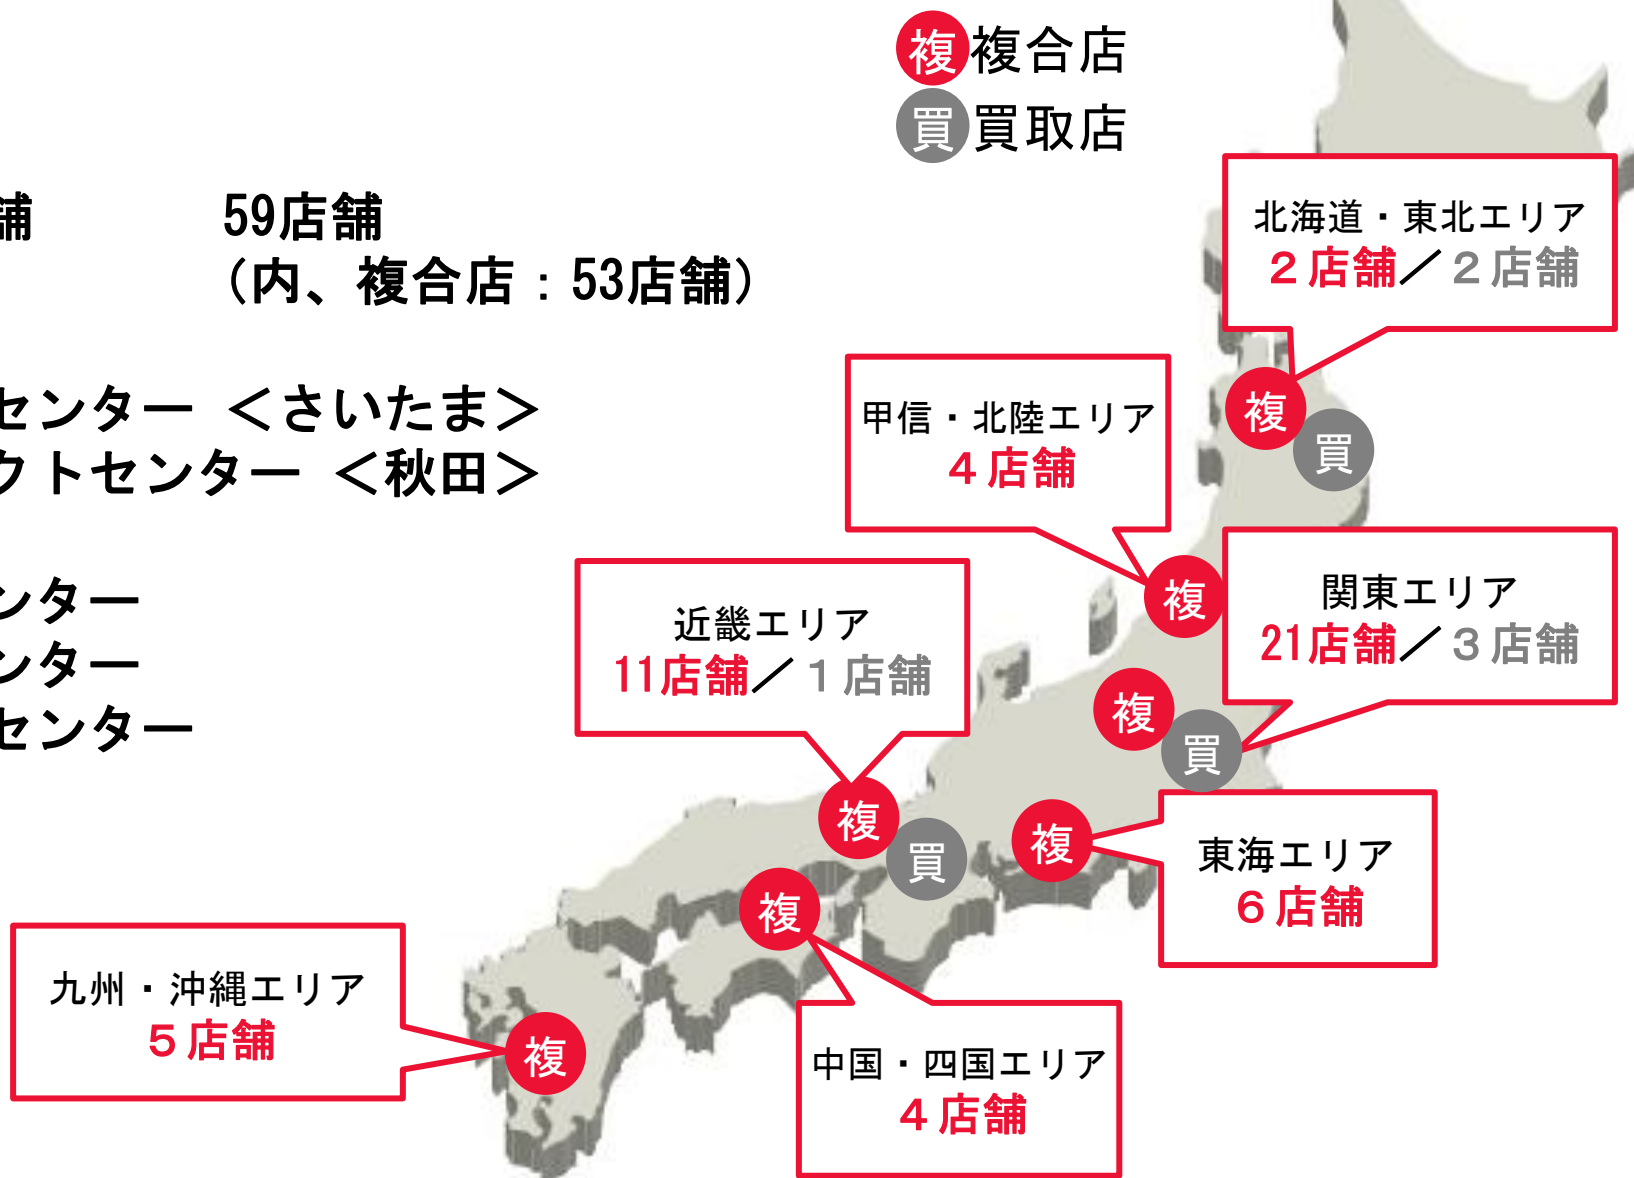 複複合店
買買取店
舗 59店舗
(内、複合店:53店舗)
センター <さいたま>
クトセンター <秋田>
ンター
ンター
センター
北海道・東北エリア
2店舗/2店舗
複
買
甲信・北陸エリア
4店舗
複
関東エリア
21店舗/3店舗
複
買
近畿エリア
11店舗/1店舗
複
買
東海エリア
6店舗
複
中国・四国エリア
4店舗
複
九州・沖縄エリア
5店舗
複